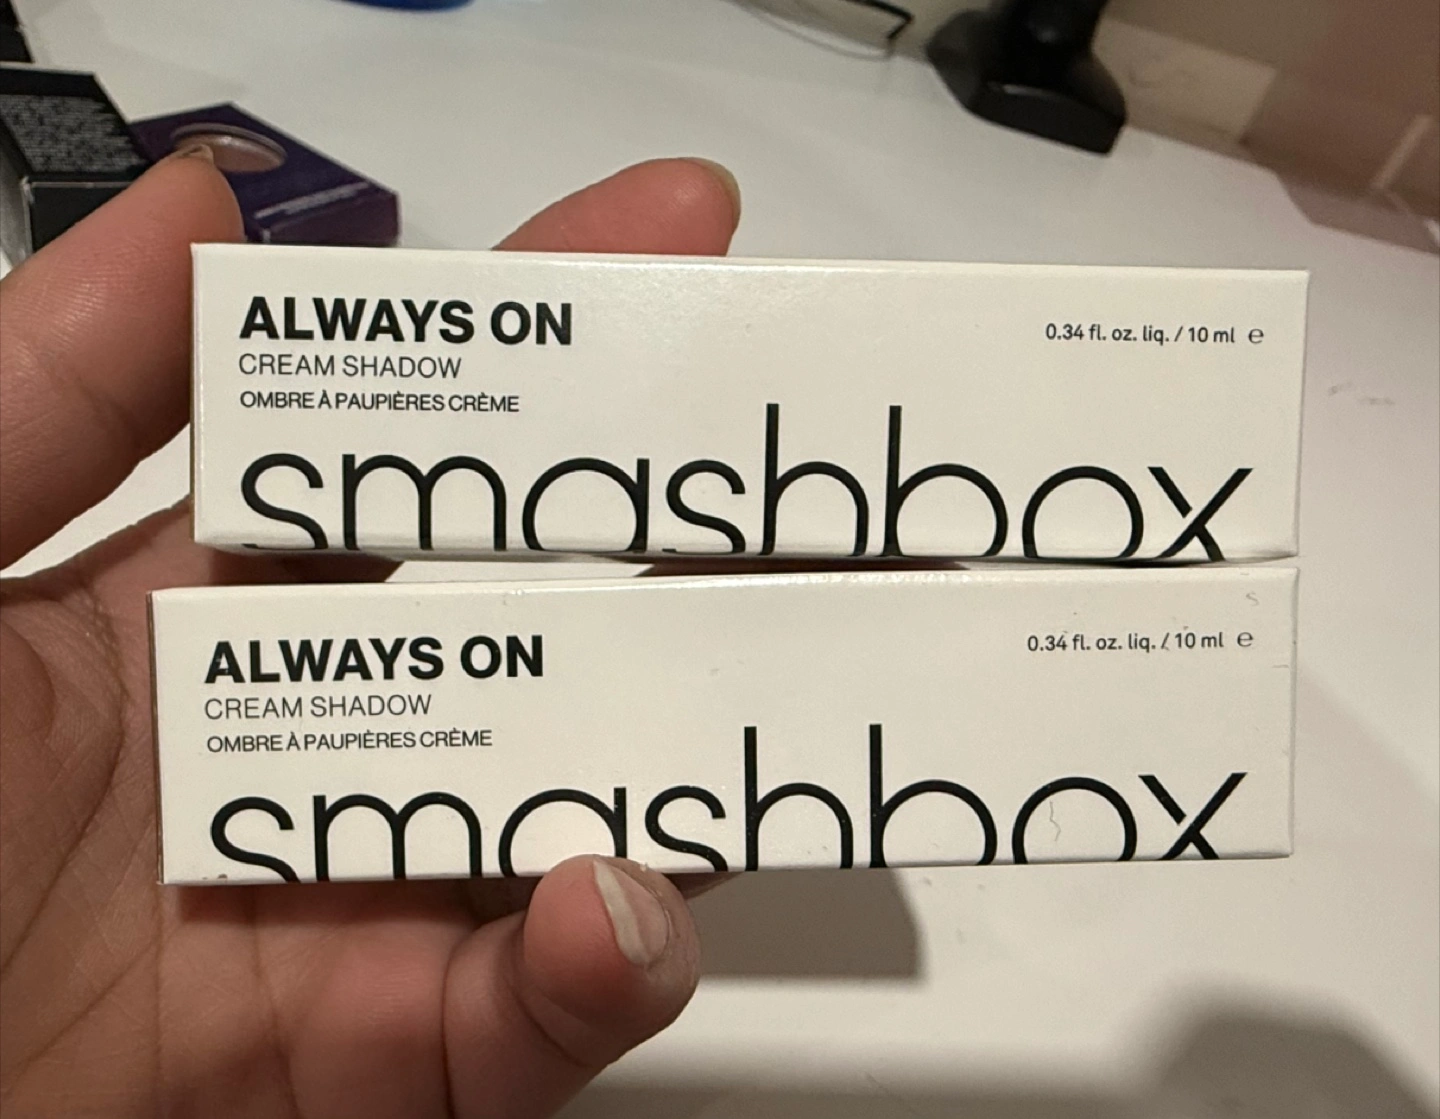 ALWAYS ON
CREAM SHADOW
OMBRE À PAUPIÈRES CRÈME
0.34 fl. oz. liq. / 10 ml ℮
smashbox
ALWAYS ON
CREAM SHADOW
OMBRE À PAUPIÈRES CRÈME
0.34 fl. oz. liq. / 10 ml ℮
smashbox